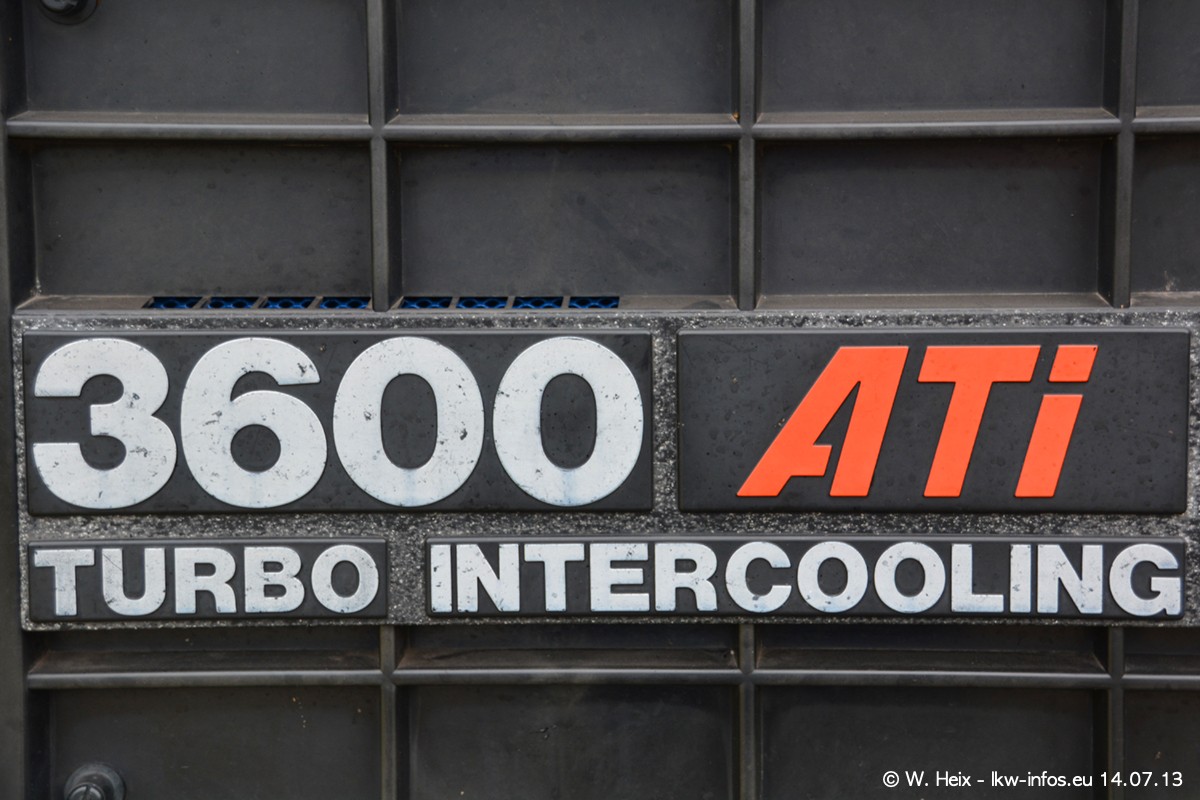 3600 ATi
TURBO INTERCOOLING
© W. Heix - lkw-infos.eu 14.07.13